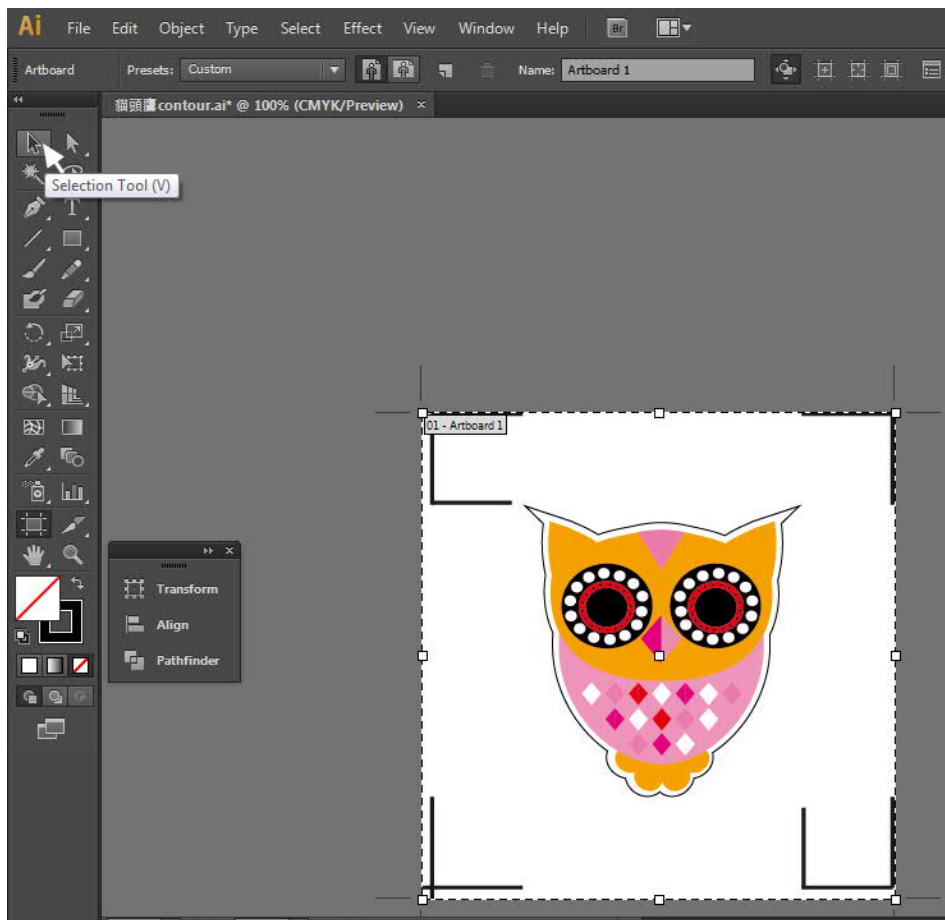 Ai File Edit Object Type Select Effect View Window Help Br
Artboard Presets: Custom Name: Artboard 1
貓頭鷹contour.ai* @ 100% (CMYK/Preview) ×
Selection Tool (V)
T
01 - Artboard 1
Transform
Align
Pathfinder